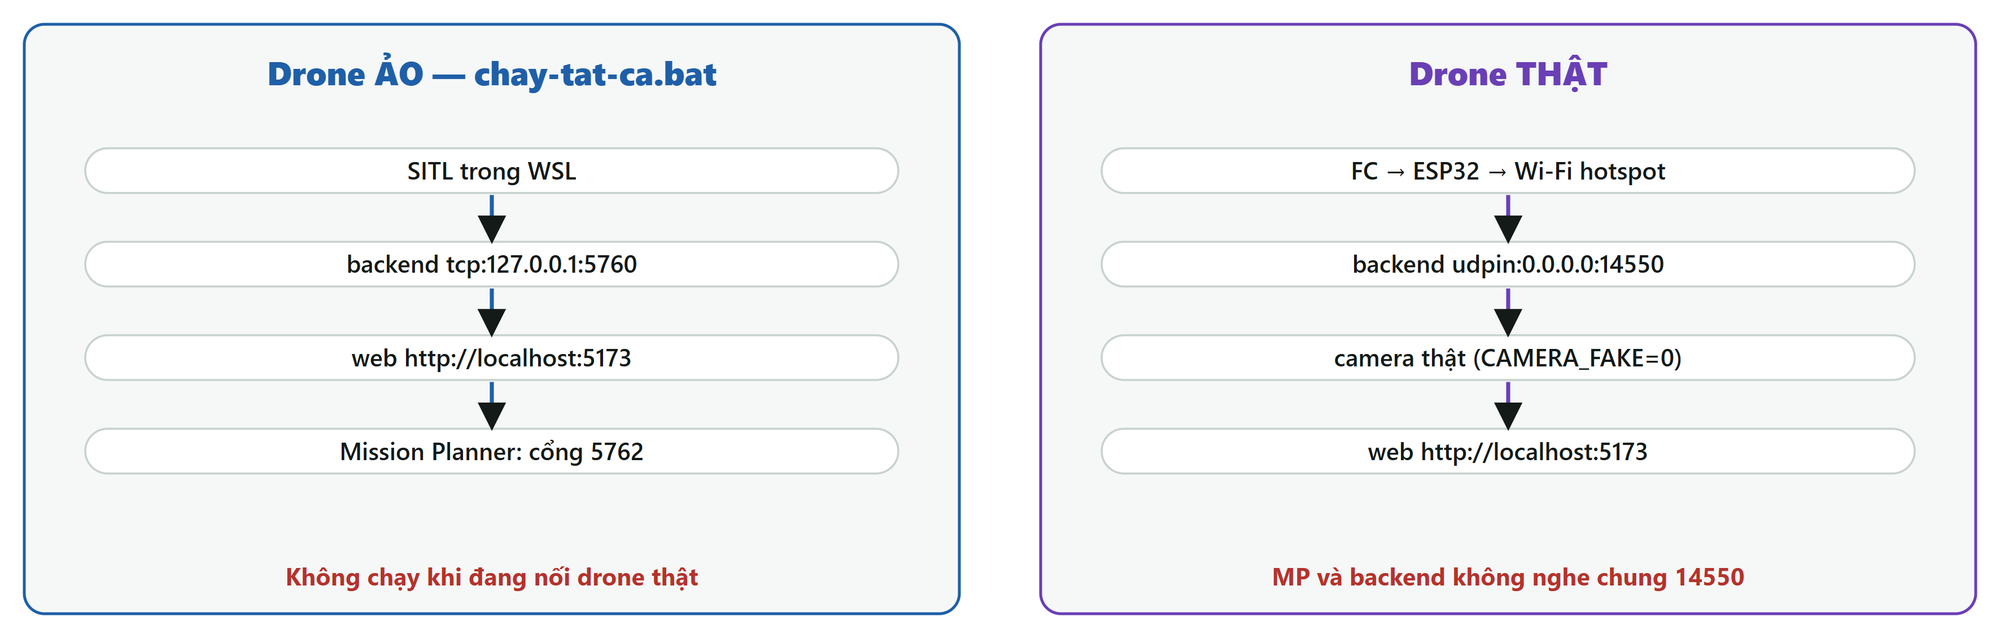 Drone ẢO — chay-tat-ca.bat
SITL trong WSL
backend tcp:127.0.0.1:5760
web http://localhost:5173
Mission Planner: cổng 5762
Không chạy khi đang nối drone thật
Drone THẬT
FC → ESP32 → Wi-Fi hotspot
backend udpin:0.0.0.0:14550
camera thật (CAMERA_FAKE=0)
web http://localhost:5173
MP và backend không nghe chung 14550